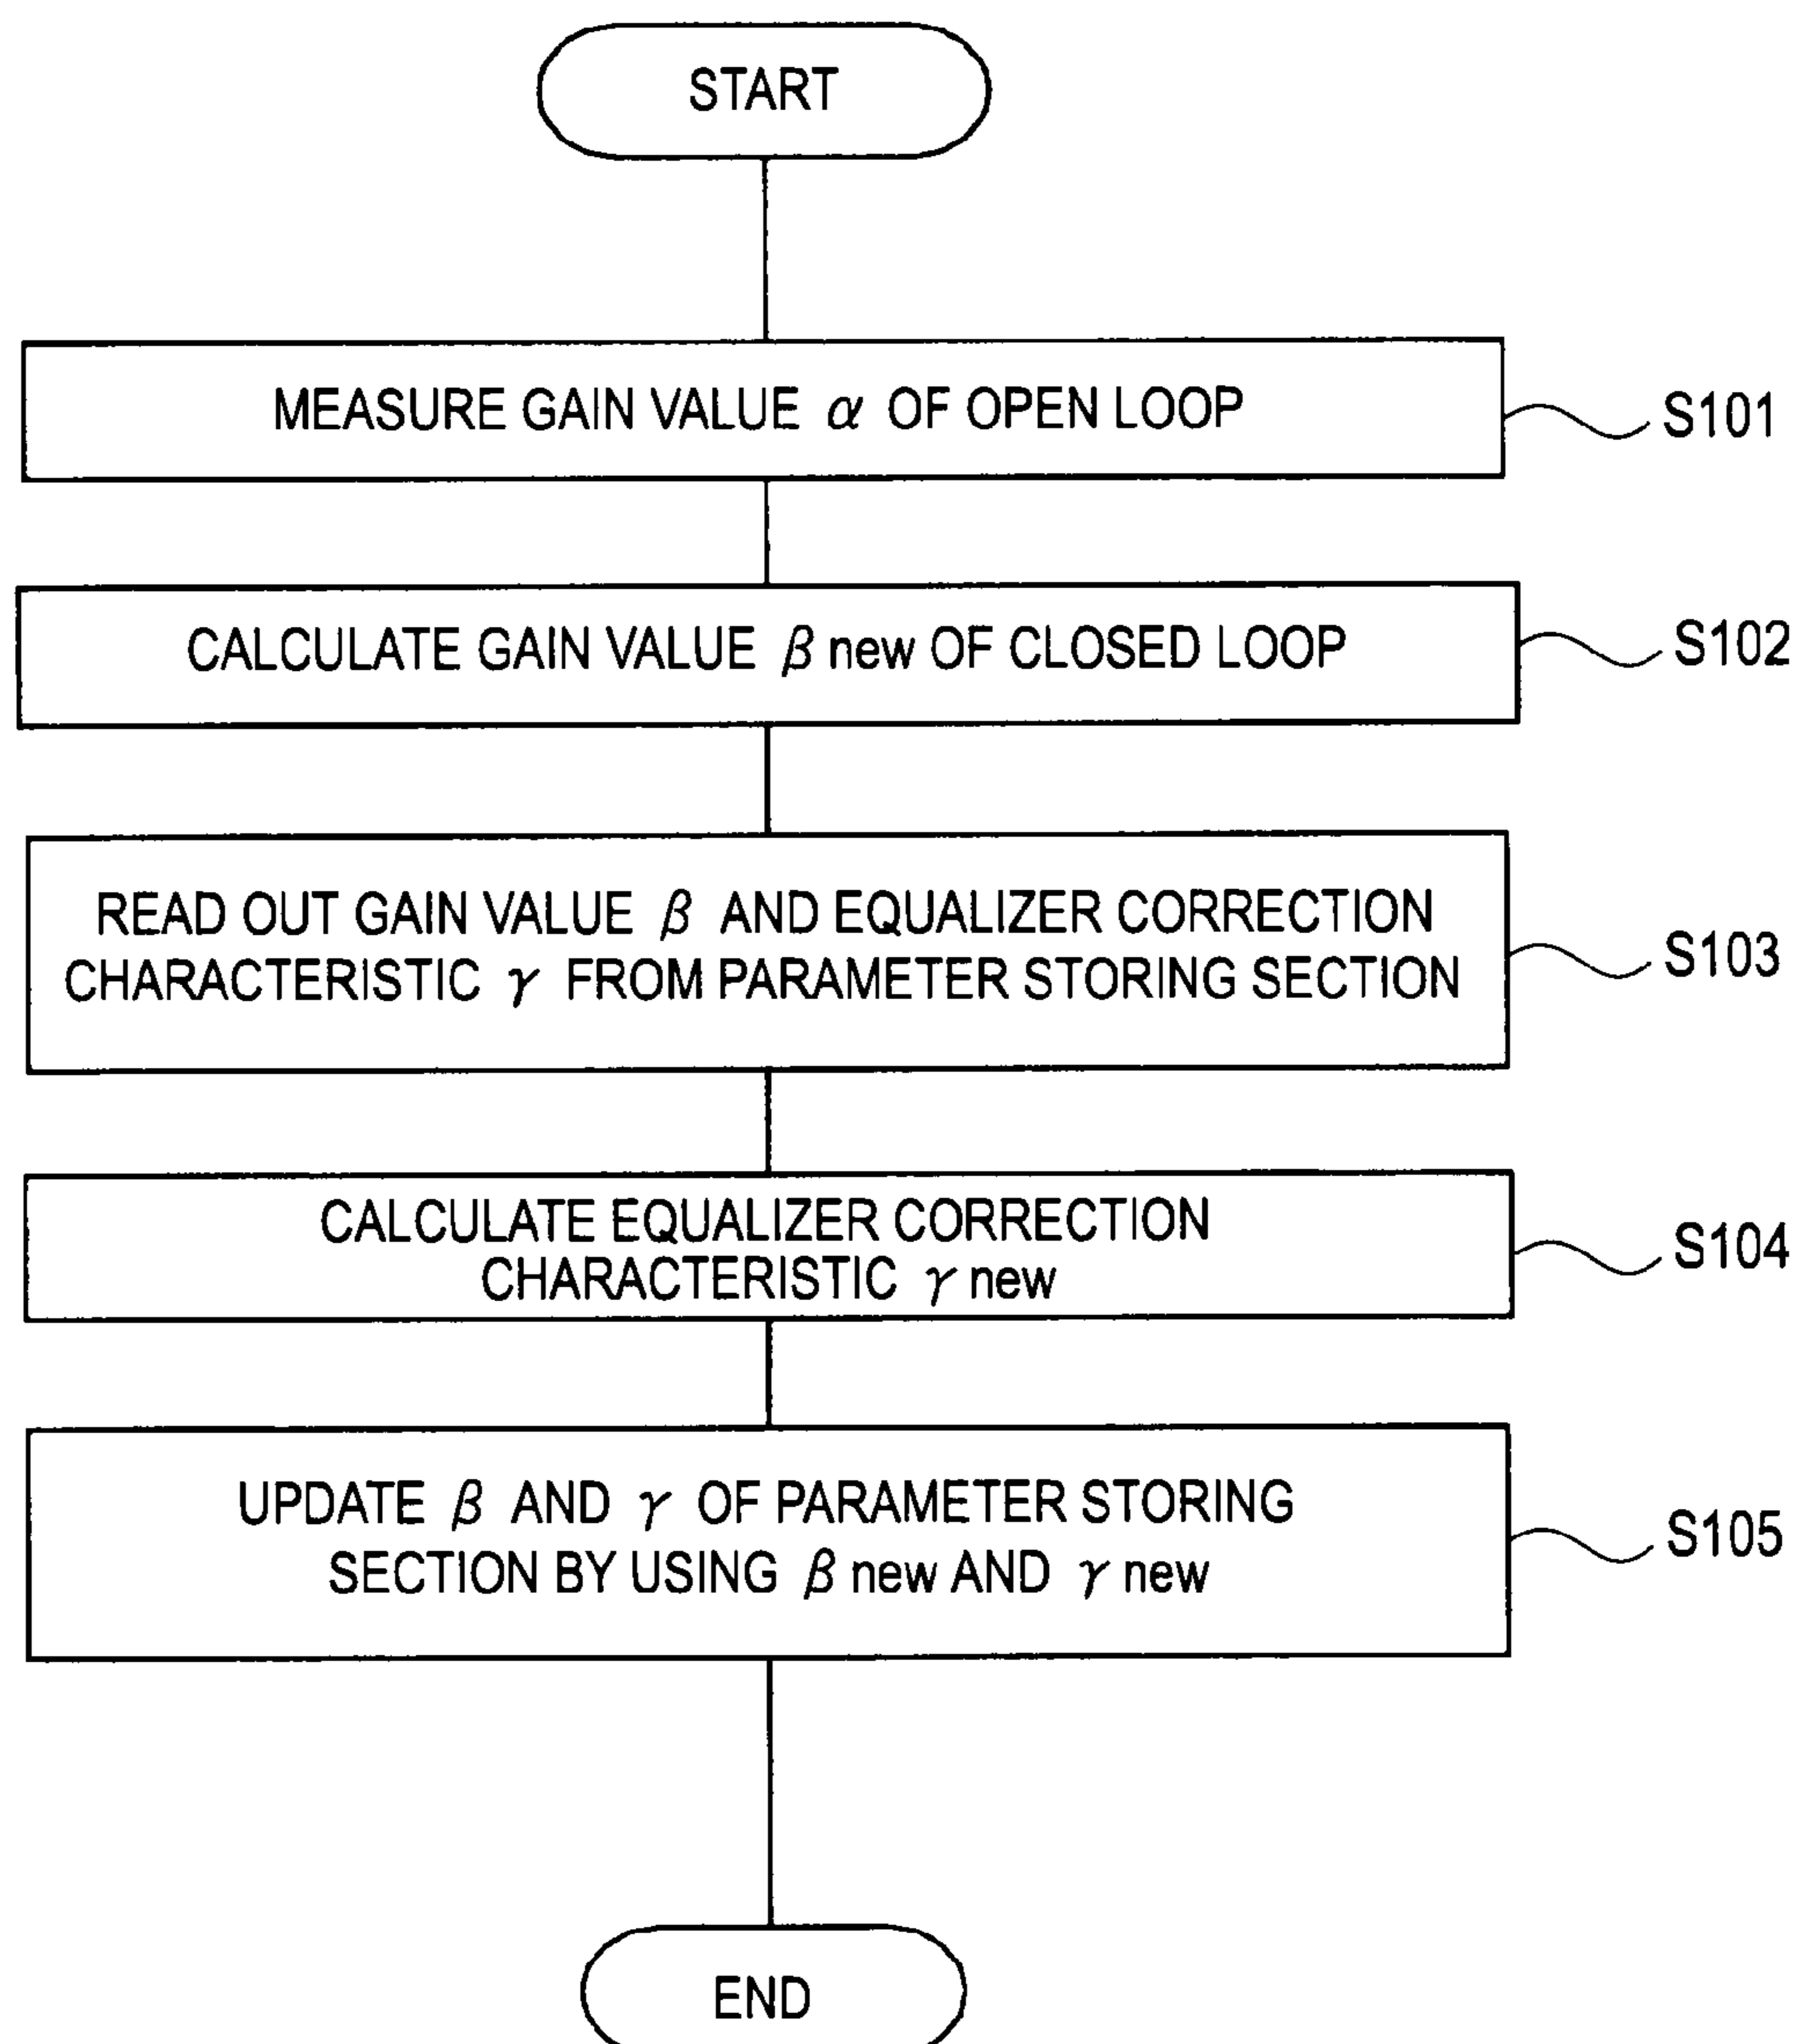 START
MEASURE GAIN VALUE α OF OPEN LOOP
S101
CALCULATE GAIN VALUE β new OF CLOSED LOOP
S102
READ OUT GAIN VALUE β AND EQUALIZER CORRECTION
CHARACTERISTIC γ FROM PARAMETER STORING SECTION
S103
CALCULATE EQUALIZER CORRECTION
CHARACTERISTIC γ new
S104
UPDATE β AND γ OF PARAMETER STORING
SECTION BY USING β new AND γ new
S105
END